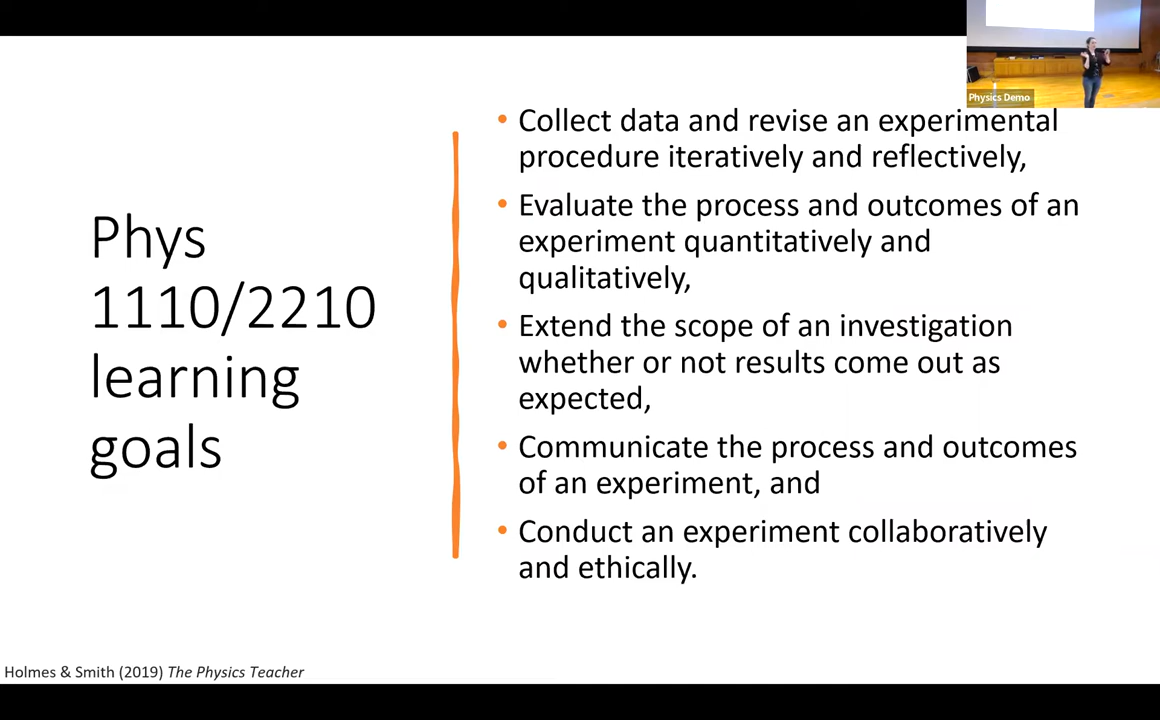 Physics Demo
Phys
1110/2210
learning
goals
• Collect data and revise an experimental
procedure iteratively and reflectively,
• Evaluate the process and outcomes of an
experiment quantitatively and
qualitatively,
• Extend the scope of an investigation
whether or not results come out as
expected,
• Communicate the process and outcomes
of an experiment, and
• Conduct an experiment collaboratively
and ethically.
Holmes & Smith (2019) The Physics Teacher